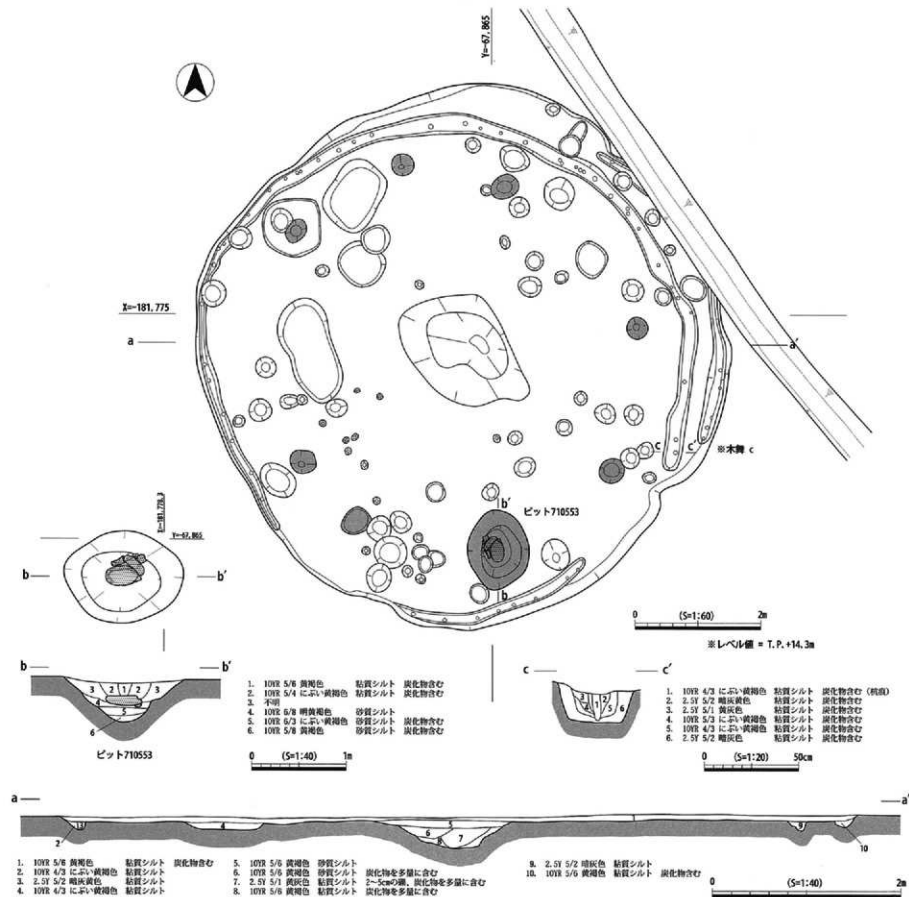 Y=-67.865
X=-181.775
a
a'
c
c'
※木舞 c
b'
ピット710553
b
Y=-67.865
b
b'
0 (S=1:60) 2m
※レベル値 = T.P.+14.3m
b
b'
3 2 1 2 3
4
5
6
ピット710553
1. 10YR 5/6 黄褐色 粘質シルト 炭化物含む
2. 10YR 5/4 にぶい黄褐色 粘質シルト 炭化物含む
3. 不明
4. 10YR 6/8 明黄褐色 砂質シルト
5. 10YR 6/3 にぶい黄橙色 砂質シルト 炭化物含む
6. 10YR 5/8 黄褐色 砂質シルト 炭化物含む
0 (S=1:40) 1m
c
c'
1. 10YR 4/3 にぶい黄褐色 粘質シルト 炭化物含む (杭痕)
2. 2.5Y 5/2 暗灰黄色 粘質シルト 炭化物含む
3. 2.5Y 5/1 黄灰色 粘質シルト 炭化物含む
4. 10YR 5/3 にぶい黄褐色 粘質シルト 炭化物含む
5. 10YR 4/3 にぶい黄褐色 粘質シルト 炭化物含む
6. 2.5Y 5/2 暗灰色 粘質シルト 炭化物含む
0 (S=1:20) 50cm
a
a'
2
4
5
6
7
8
9
10
1. 10YR 5/6 黄褐色 粘質シルト 炭化物含む
2. 10YR 4/3 にぶい黄褐色 粘質シルト
3. 2.5Y 5/2 暗灰黄色 粘質シルト
4. 10YR 4/3 にぶい黄褐色 粘質シルト
5. 10YR 5/6 黄褐色 砂質シルト
6. 10YR 5/6 黄褐色 砂質シルト 炭化物を多量に含む
7. 2.5Y 5/1 黄灰色 粘質シルト 2~5cmの礫、炭化物を多量に含む
8. 10YR 5/6 黄褐色 粘質シルト 炭化物を多量に含む
9. 2.5Y 5/2 暗灰色 粘質シルト
10. 10YR 5/6 黄褐色 粘質シルト 炭化物含む
0 (S=1:40) 2m